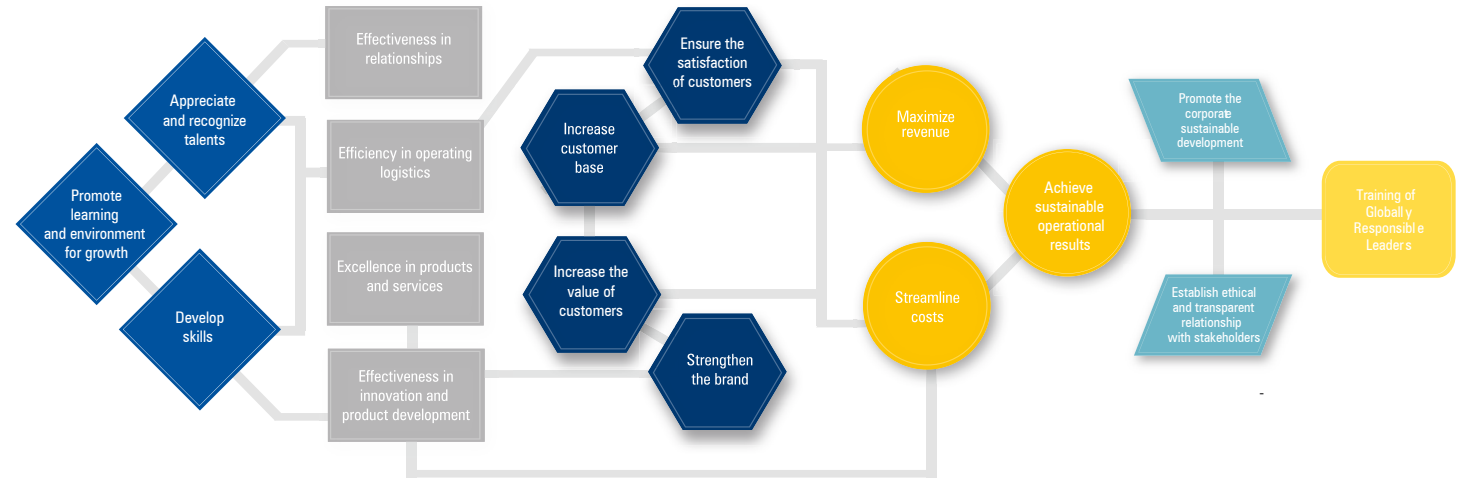 Promote
learning
and environment
for growth
Appreciate
and recognize
talents
Develop
skills
Effectiveness in
relationships
Efficiency in operating
logistics
Excellence in products
and services
Effectiveness in
innovation and
product development
Ensure the
satisfaction
of customers
Increase
customer
base
Increase the
value of
customers
Strengthen
the brand
Maximize
revenue
Streamline
costs
Achieve
sustainable
operational
results
Promote the
corporate
sustainable
development
Establish ethical
and transparent
relationship
with stakeholders
-
Training of
Globally
Responsible
Leaders